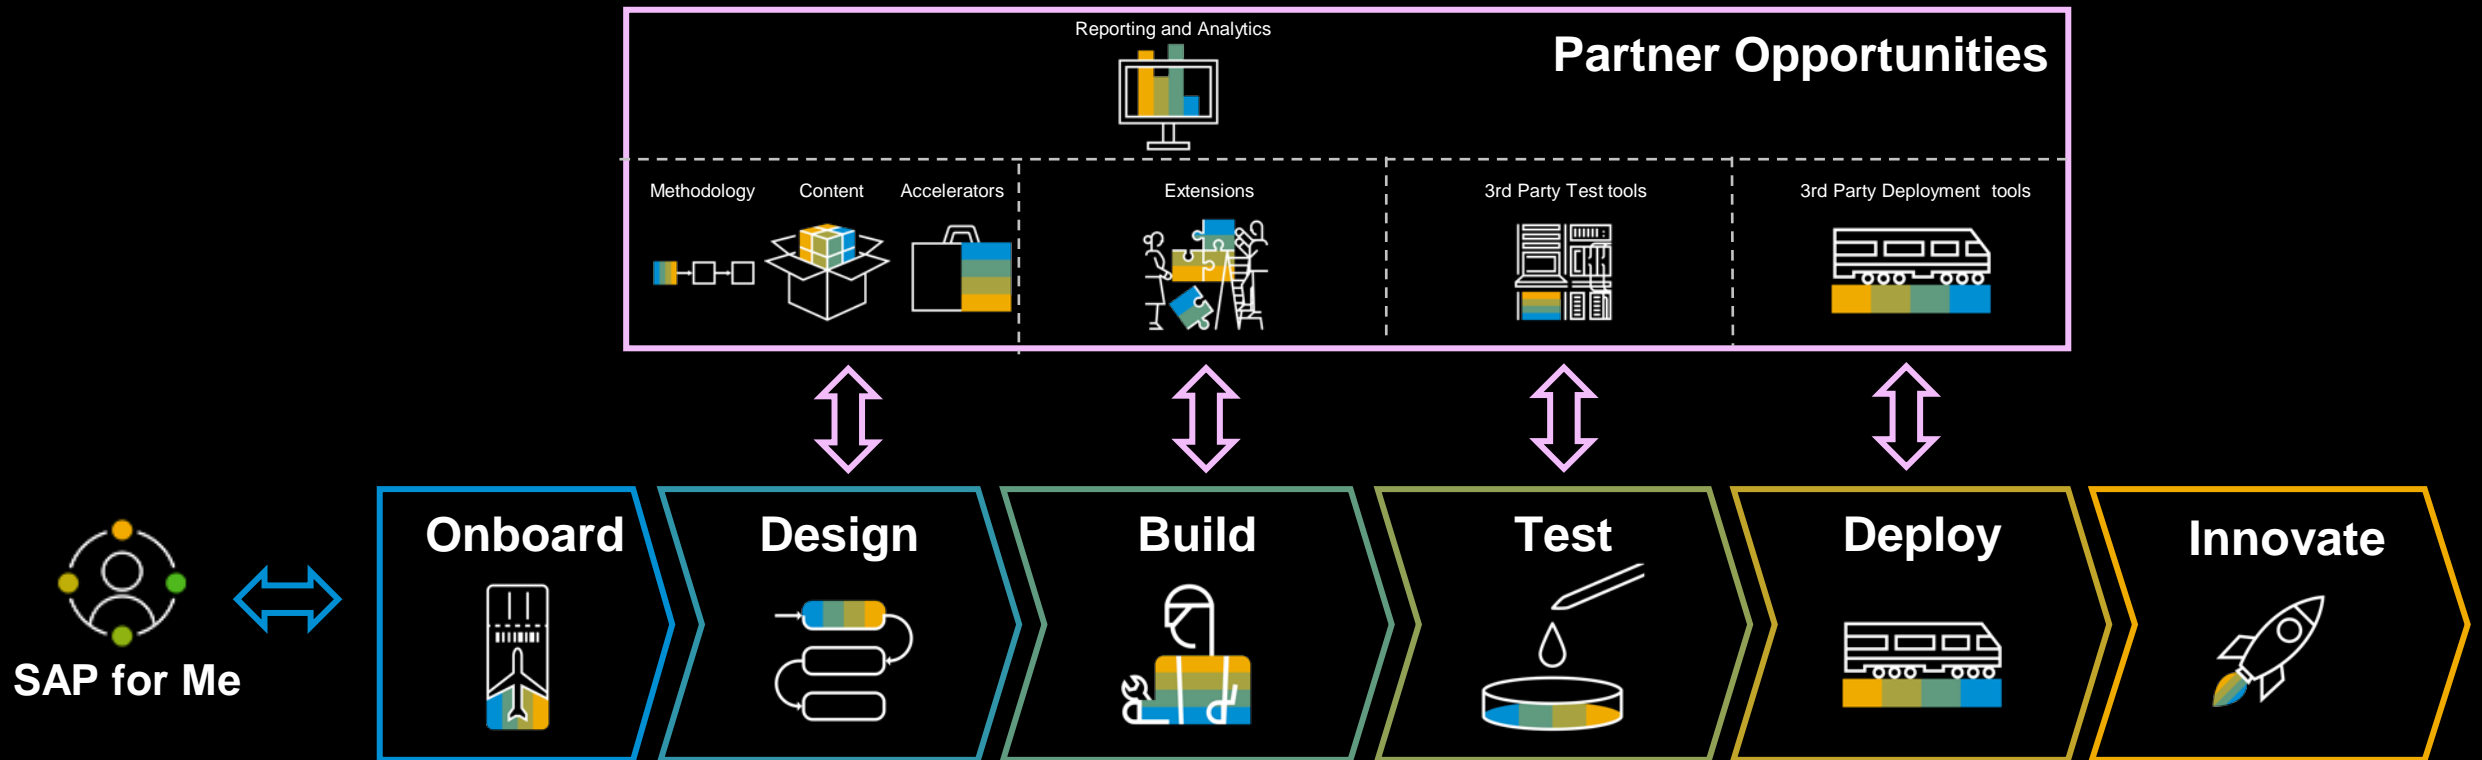 Reporting and Analytics
Partner Opportunities
Methodology
Content
Accelerators
Extensions
3rd Party Test tools
3rd Party Deployment tools
Onboard
Design
Build
Test
Deploy
Innovate
SAP for Me